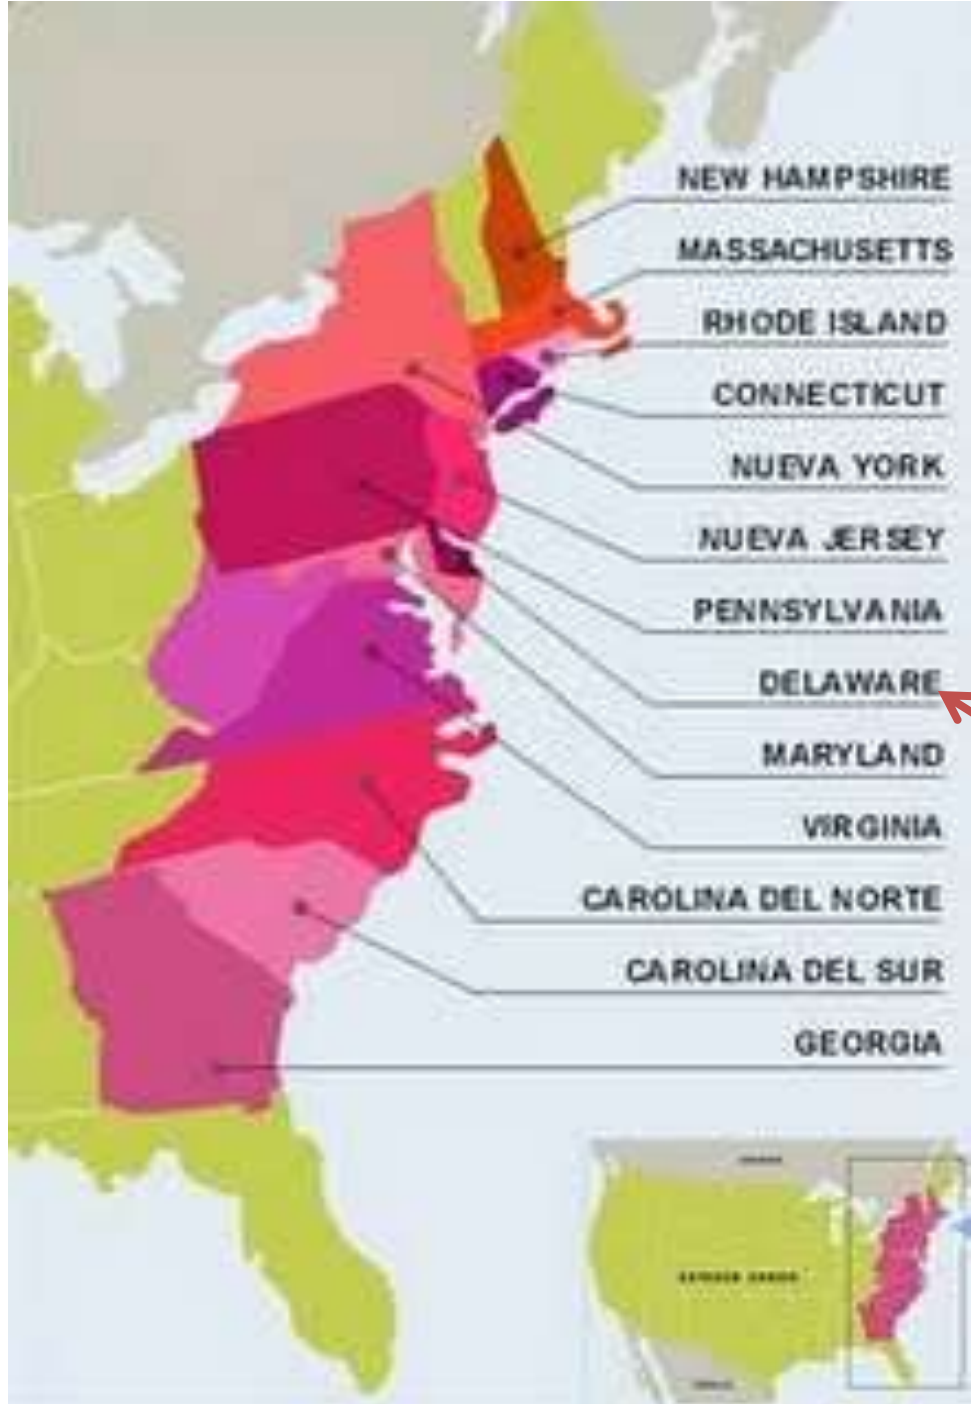 NEW HAMPSHIRE
MASSACHUSETTS
RHODE ISLAND
CONNECTICUT
NUEVA YORK
NUEVA JERSEY
PENNSYLVANIA
DELAWARE
MARYLAND
VIRGINIA
CAROLINA DEL NORTE
CAROLINA DEL SUR
GEORGIA